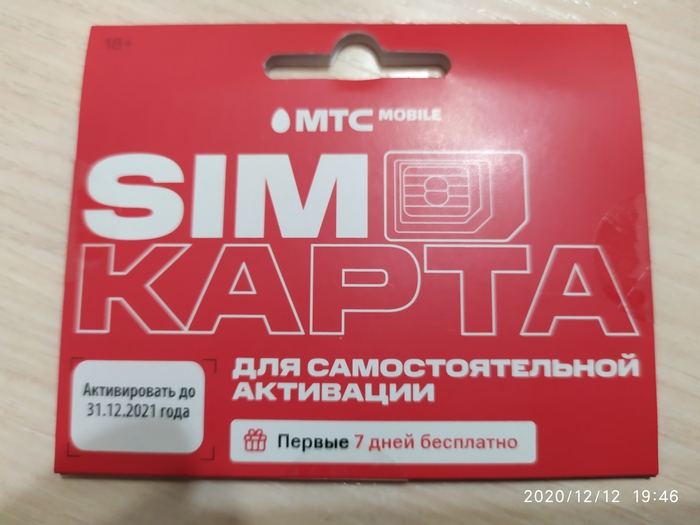 18+
МТС MOBILE
SIM
КАРТА
ДЛЯ САМОСТОЯТЕЛЬНОЙ
АКТИВАЦИИ
Активировать до
31.12.2021 года
Первые 7 дней бесплатно
2020/12/12 19:46